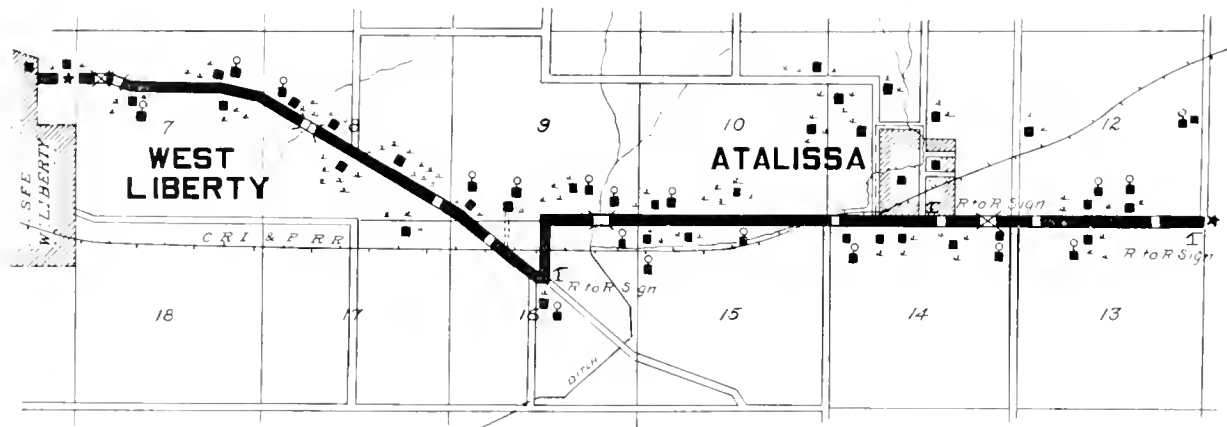 7
8
9
10
12
WEST
LIBERTY
ATALISSA
W. LIBERTY
R to R Sign
C R I & P RR
R to R Sign
R to R Sign
18
17
16
15
14
13
DITCH